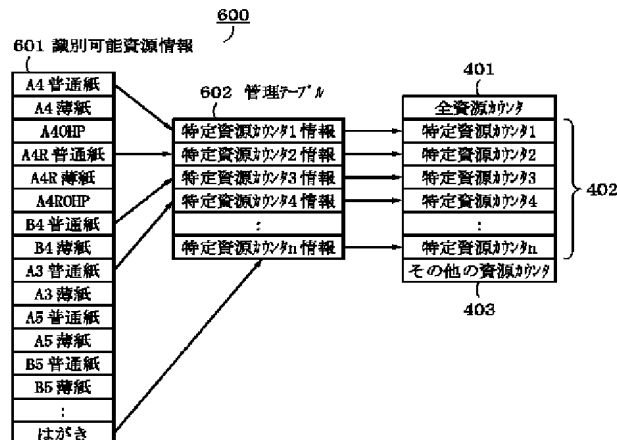 600
601 識別可能資源情報
A4 普通紙
A4 薄紙
A4OHP
A4R 普通紙
A4R 薄紙
A4ROHP
B4 普通紙
B4 薄紙
A3 普通紙
A3 薄紙
A5 普通紙
A5 薄紙
B5 普通紙
B5 薄紙
:
はがき
602 管理ﾃｰﾌﾞﾙ
特定資源ｶｳﾝﾀ1 情報
特定資源ｶｳﾝﾀ2 情報
特定資源ｶｳﾝﾀ3 情報
特定資源ｶｳﾝﾀ4 情報
:
特定資源ｶｳﾝﾀn 情報
401
全資源ｶｳﾝﾀ
特定資源ｶｳﾝﾀ1
特定資源ｶｳﾝﾀ2
特定資源ｶｳﾝﾀ3
特定資源ｶｳﾝﾀ4
:
特定資源ｶｳﾝﾀn
その他の資源ｶｳﾝﾀ
402
403